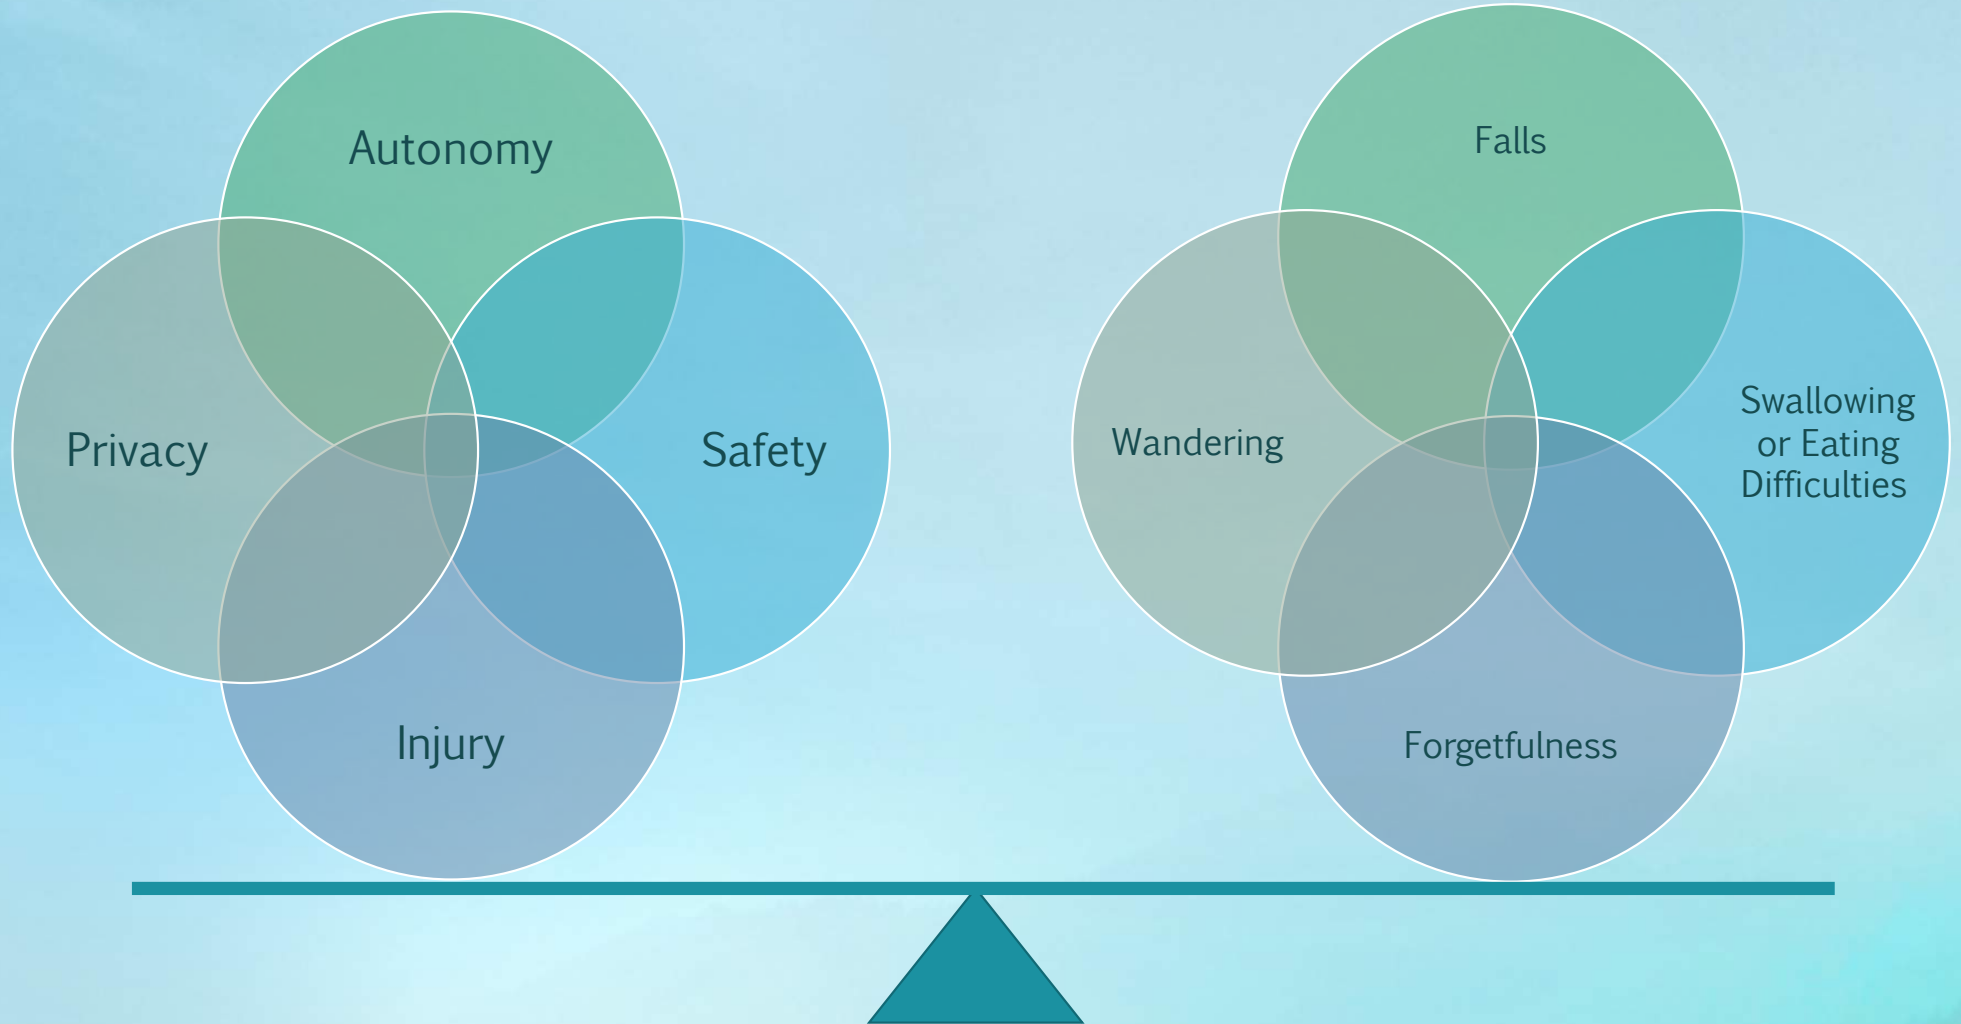 Autonomy
Privacy
Safety
Injury
Falls
Wandering
Swallowing
or Eating
Difficulties
Forgetfulness